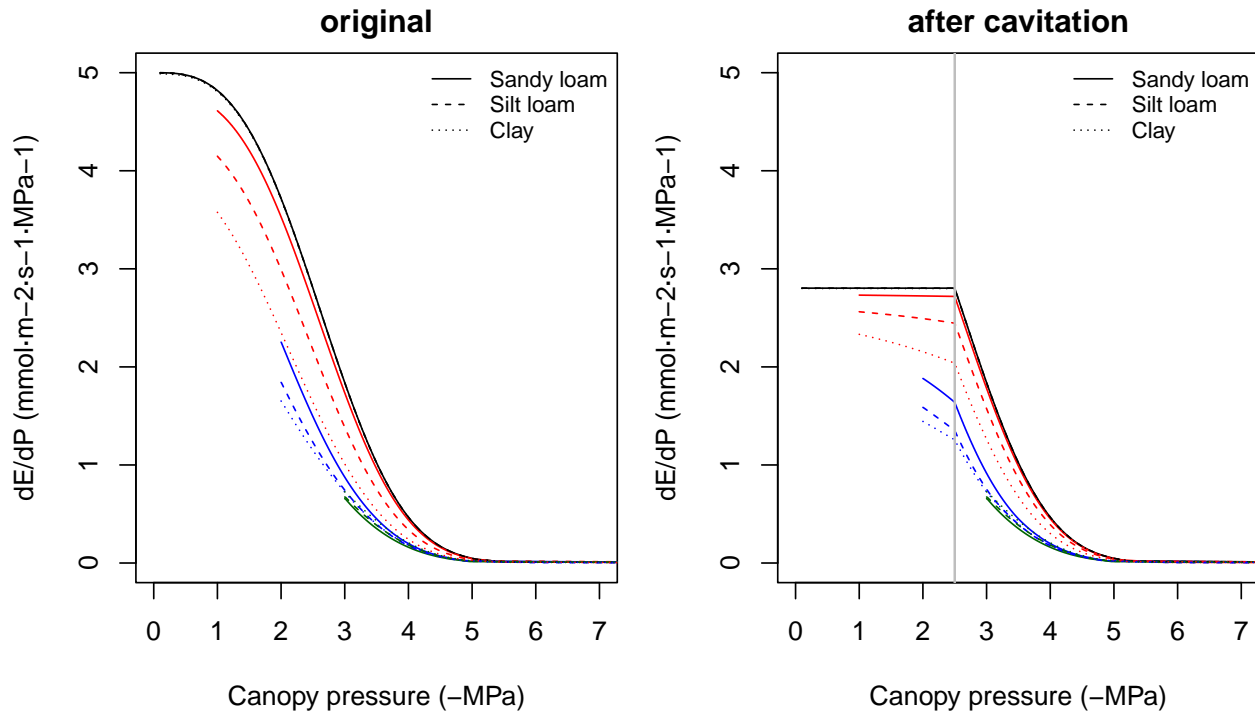 original
dE/dP (mmol·m−2·s−1·MPa−1)
5
4
3
2
1
0
Sandy loam
Silt loam
Clay
0 1 2 3 4 5 6 7
Canopy pressure (−MPa)
after cavitation
dE/dP (mmol·m−2·s−1·MPa−1)
5
4
3
2
1
0
Sandy loam
Silt loam
Clay
0 1 2 3 4 5 6 7
Canopy pressure (−MPa)